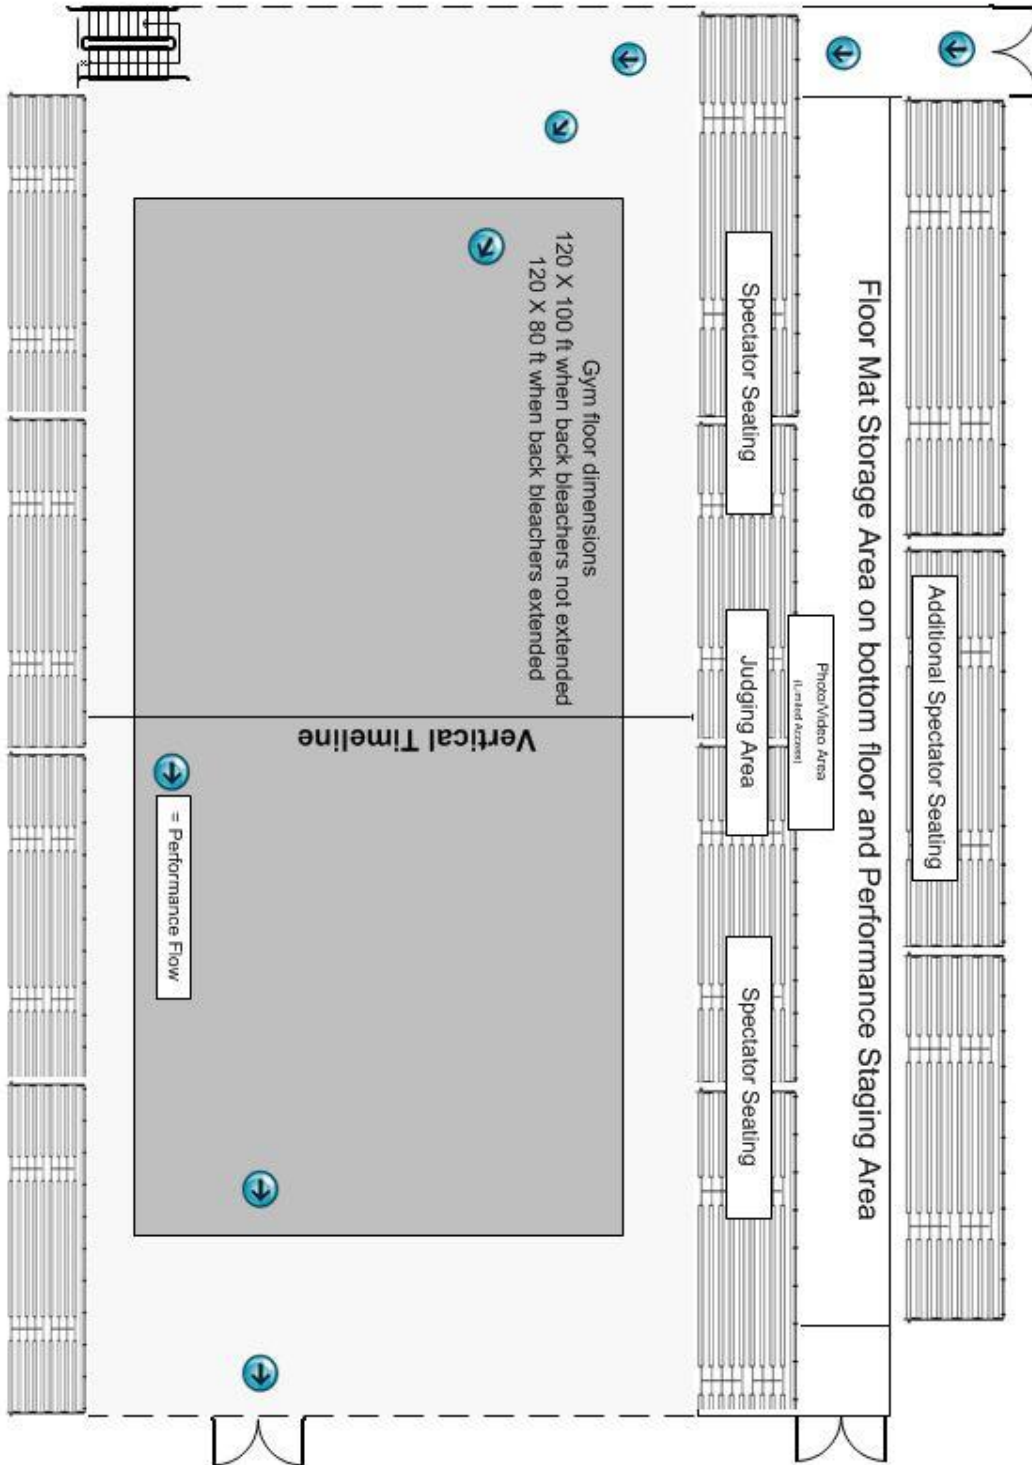 Floor Mat Storage Area on bottom floor and Performance Staging Area
Additional Spectator Seating
Spectator Seating
Judging Area
Spectator Seating
Photo/Video Area
(Limited Access)
Gym floor dimensions
120 X 100 ft when back bleachers not extended
120 X 80 ft when back bleachers extended
Vertical Timeline
= Performance Flow